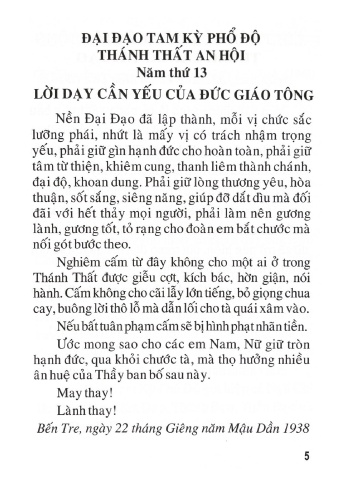 ĐẠI ĐẠO TAM KỲ PHỔ ĐỘ
THÁNH THẤT AN HỘI
Năm thứ 13
LỜI DẠY CẦN YẾU CỦA ĐỨC GIÁO TÔNG
Nền Đại Đạo đã lập thành, mỗi vị chức sắc
lưỡng phái, nhứt là mấy vị có trách nhậm trọng
yếu, phải giữ gìn hạnh đức cho hoàn toàn, phải giữ
tâm từ thiện, khiêm cung, thanh liêm thành chánh,
đại độ, khoan dung. Phải giữ lòng thương yêu, hòa
thuận, sốt sắng, siêng năng, giúp đỡ dắt dìu mà đối
đãi với hết thảy mọi người, phải làm nên gương
lành, gương tốt, tỏ rạng cho đoàn em bắt chước mà
nối gót bước theo.
Nghiêm cấm từ đây không cho một ai ở trong
Thánh Thất được giễu cợt, kích bác, hờn giận, nói
hành. Cấm không cho cãi lẫy lớn tiếng, bỏ giọng chua
cay, buông lời thô lỗ mà dẫn lối cho tà quái xâm vào.
Nếu bất tuân phạm cấm sẽ bị hình phạt nhãn tiền.
Ước mong sao cho các em Nam, Nữ giữ tròn
hạnh đức, qua khỏi chước tà, mà thọ hưởng nhiều
ân huệ của Thầy ban bố sau này.
May thay!
Lành thay!
Bến Tre, ngày 22 tháng Giêng năm Mậu Dần 1938
5